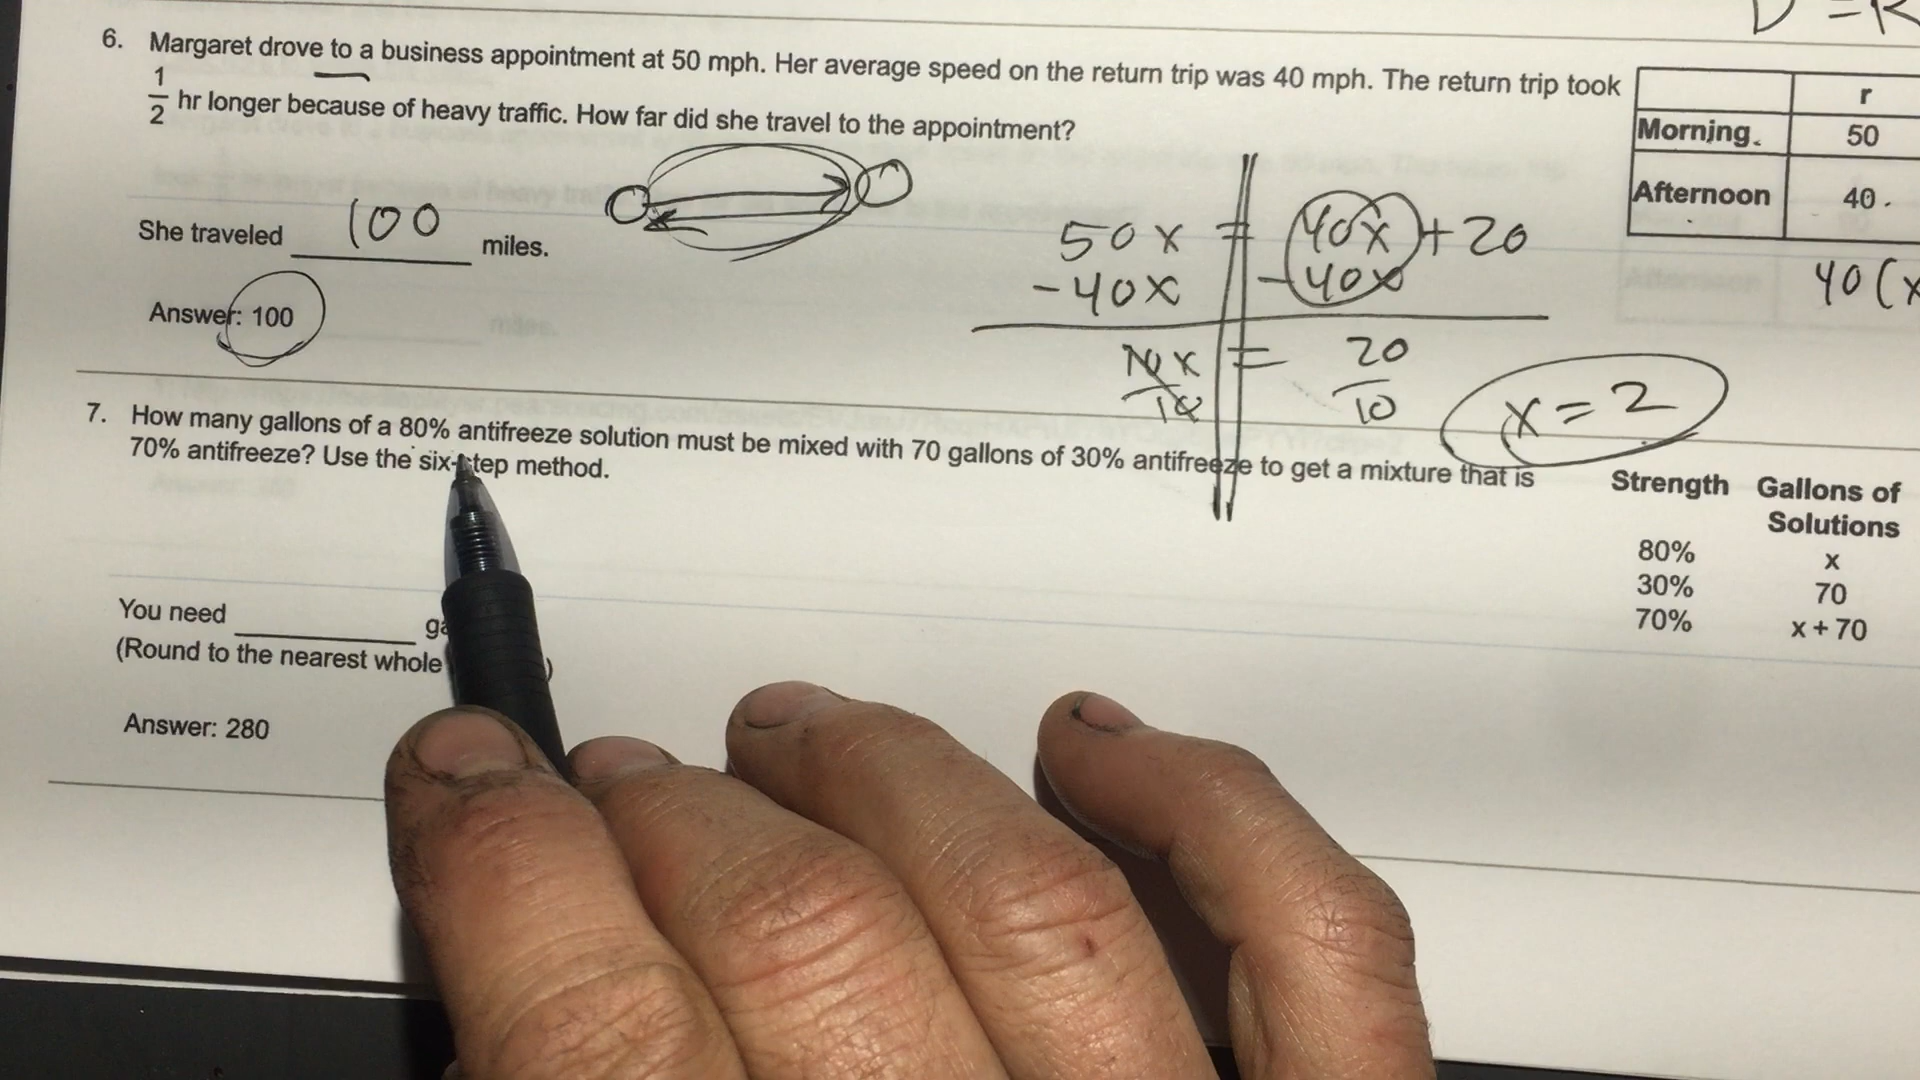 D = R
6. Margaret drove to a business appointment at 50 mph. Her average speed on the return trip was 40 mph. The return trip took
1/2 hr longer because of heavy traffic. How far did she travel to the appointment?
r
Morning. 50
Afternoon 40.
She traveled 100 miles.
Answer: 100
50x = 40x + 20
-40x -40x
10x = 20
10 10
x = 2
40(x
7. How many gallons of a 80% antifreeze solution must be mixed with 70 gallons of 30% antifreeze to get a mixture that is
70% antifreeze? Use the six-step method.
Strength Gallons of
Solutions
80% x
30% 70
70% x + 70
You need
(Round to the nearest whole
Answer: 280